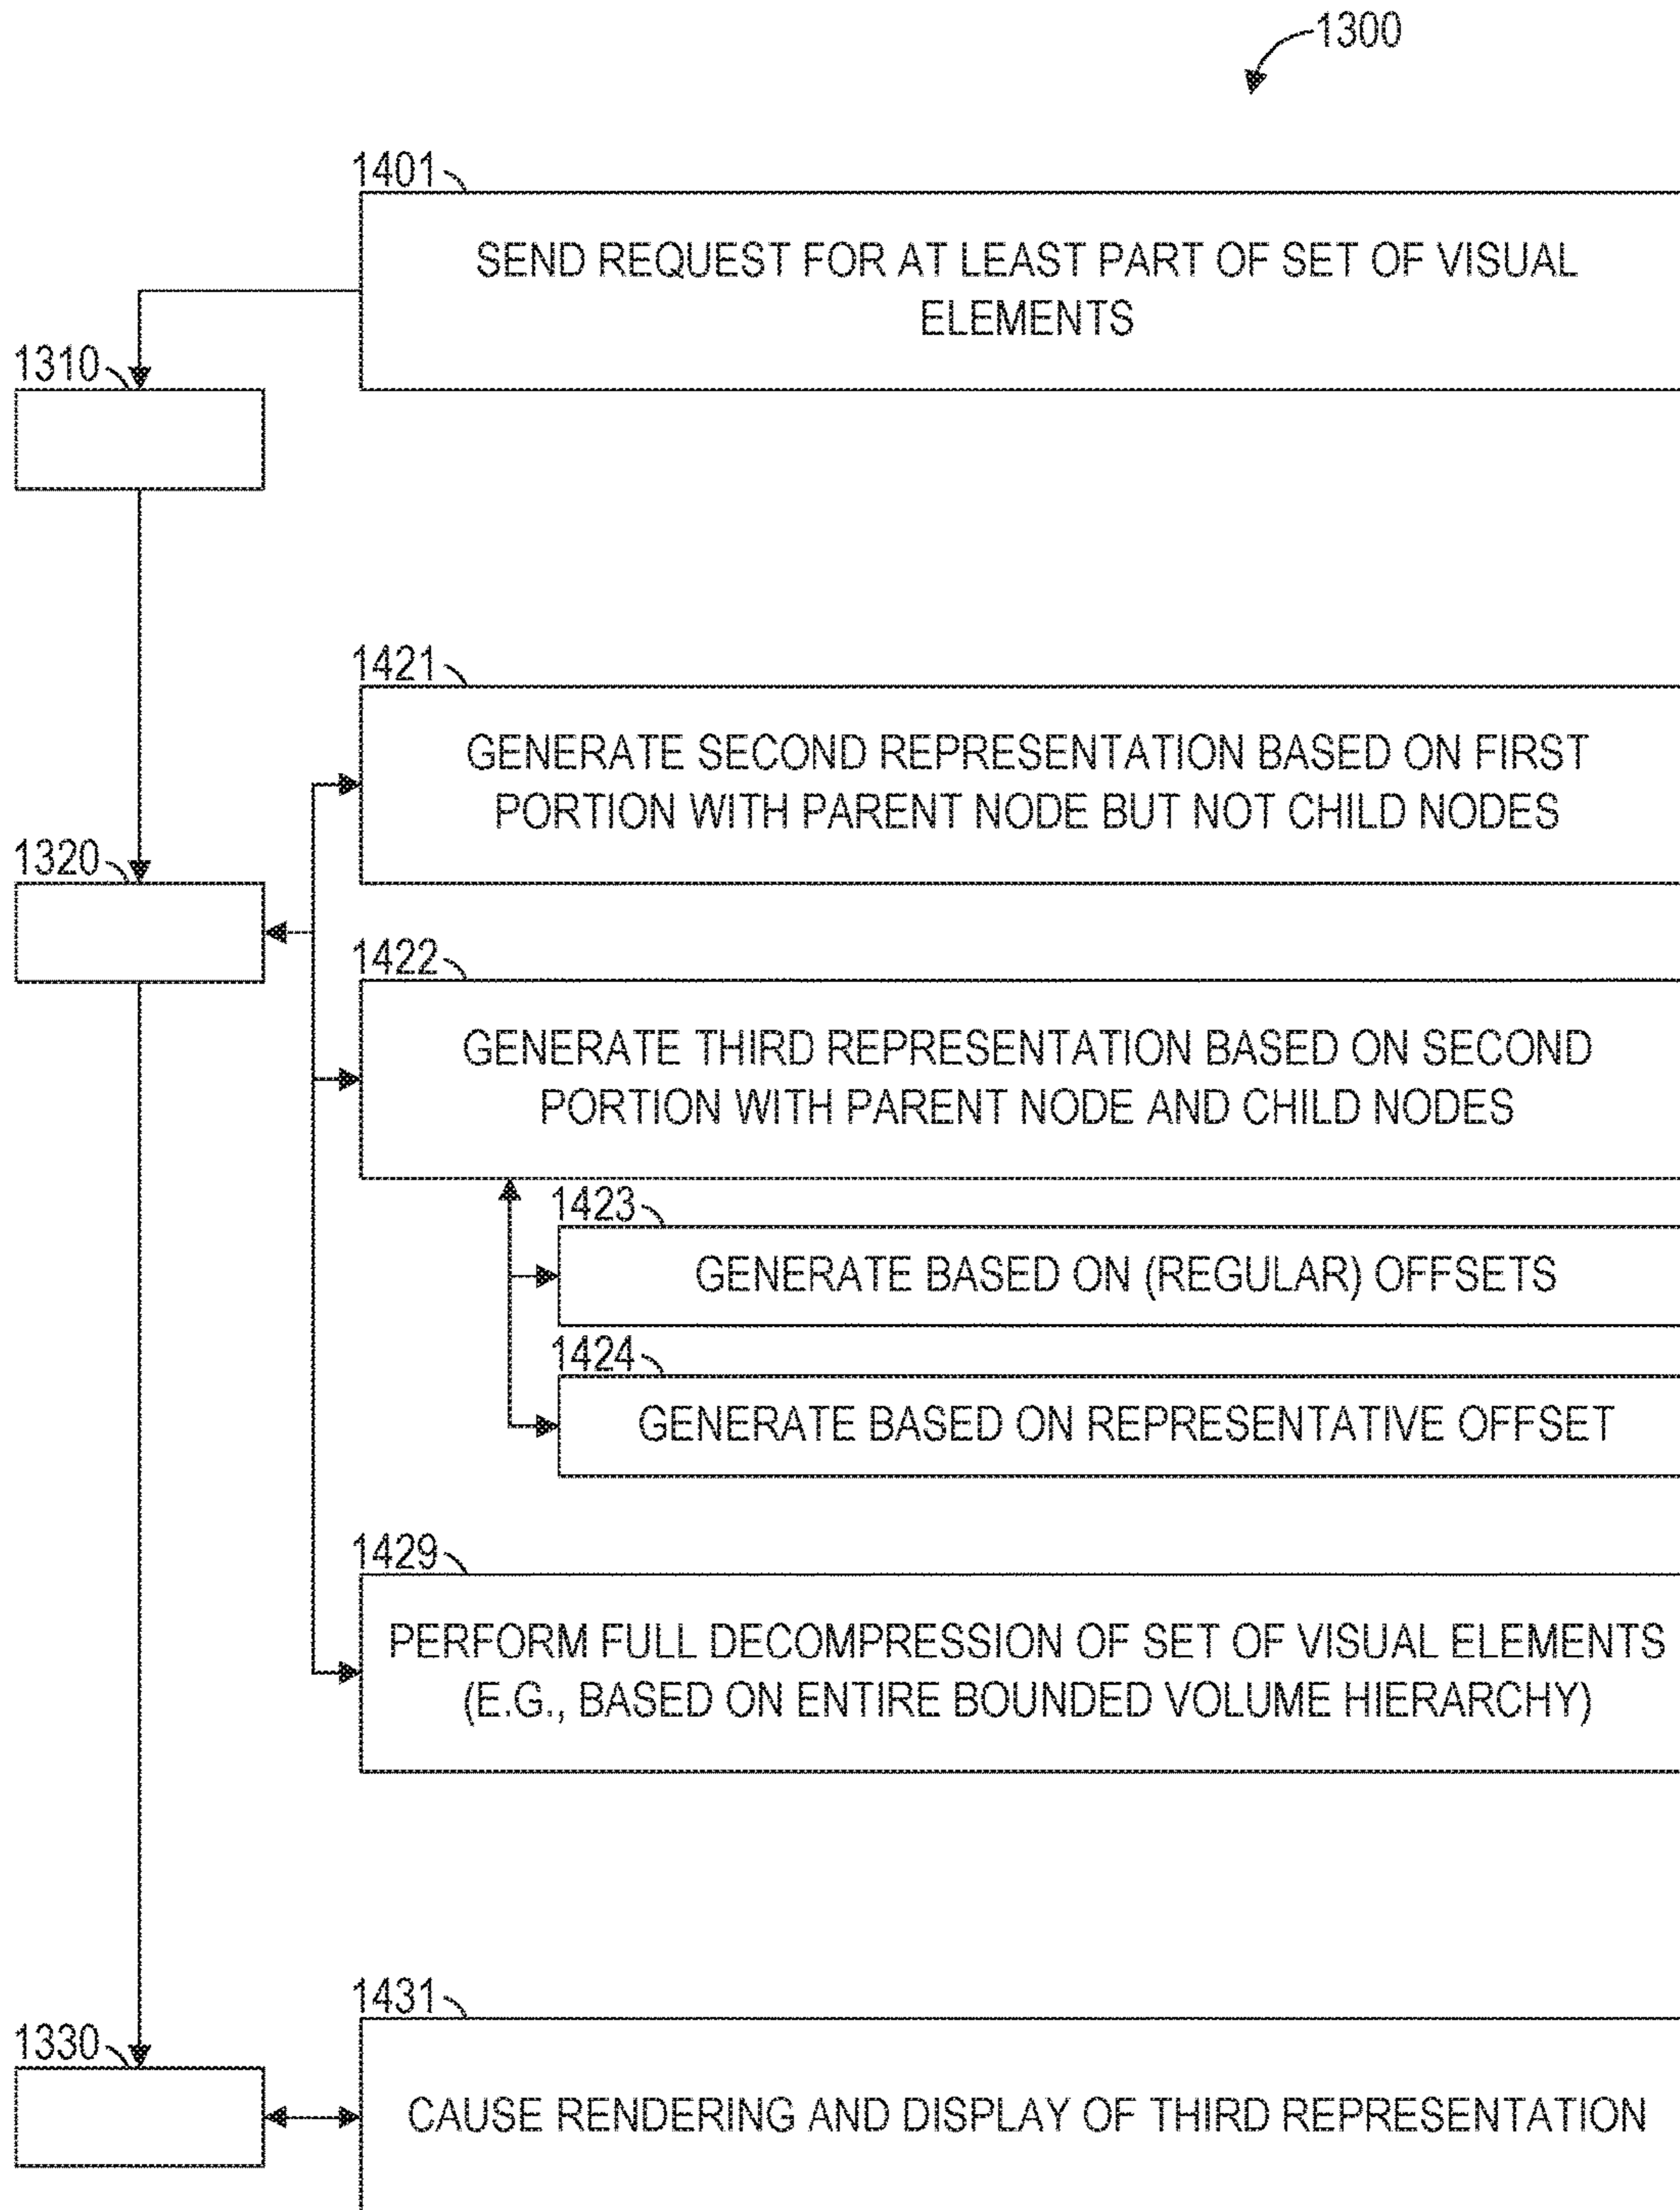 1300
1401
SEND REQUEST FOR AT LEAST PART OF SET OF VISUAL
ELEMENTS
1310
1421
GENERATE SECOND REPRESENTATION BASED ON FIRST
PORTION WITH PARENT NODE BUT NOT CHILD NODES
1320
1422
GENERATE THIRD REPRESENTATION BASED ON SECOND
PORTION WITH PARENT NODE AND CHILD NODES
1423
GENERATE BASED ON (REGULAR) OFFSETS
1424
GENERATE BASED ON REPRESENTATIVE OFFSET
1429
PERFORM FULL DECOMPRESSION OF SET OF VISUAL ELEMENTS
(E.G., BASED ON ENTIRE BOUNDED VOLUME HIERARCHY)
1431
1330
CAUSE RENDERING AND DISPLAY OF THIRD REPRESENTATION